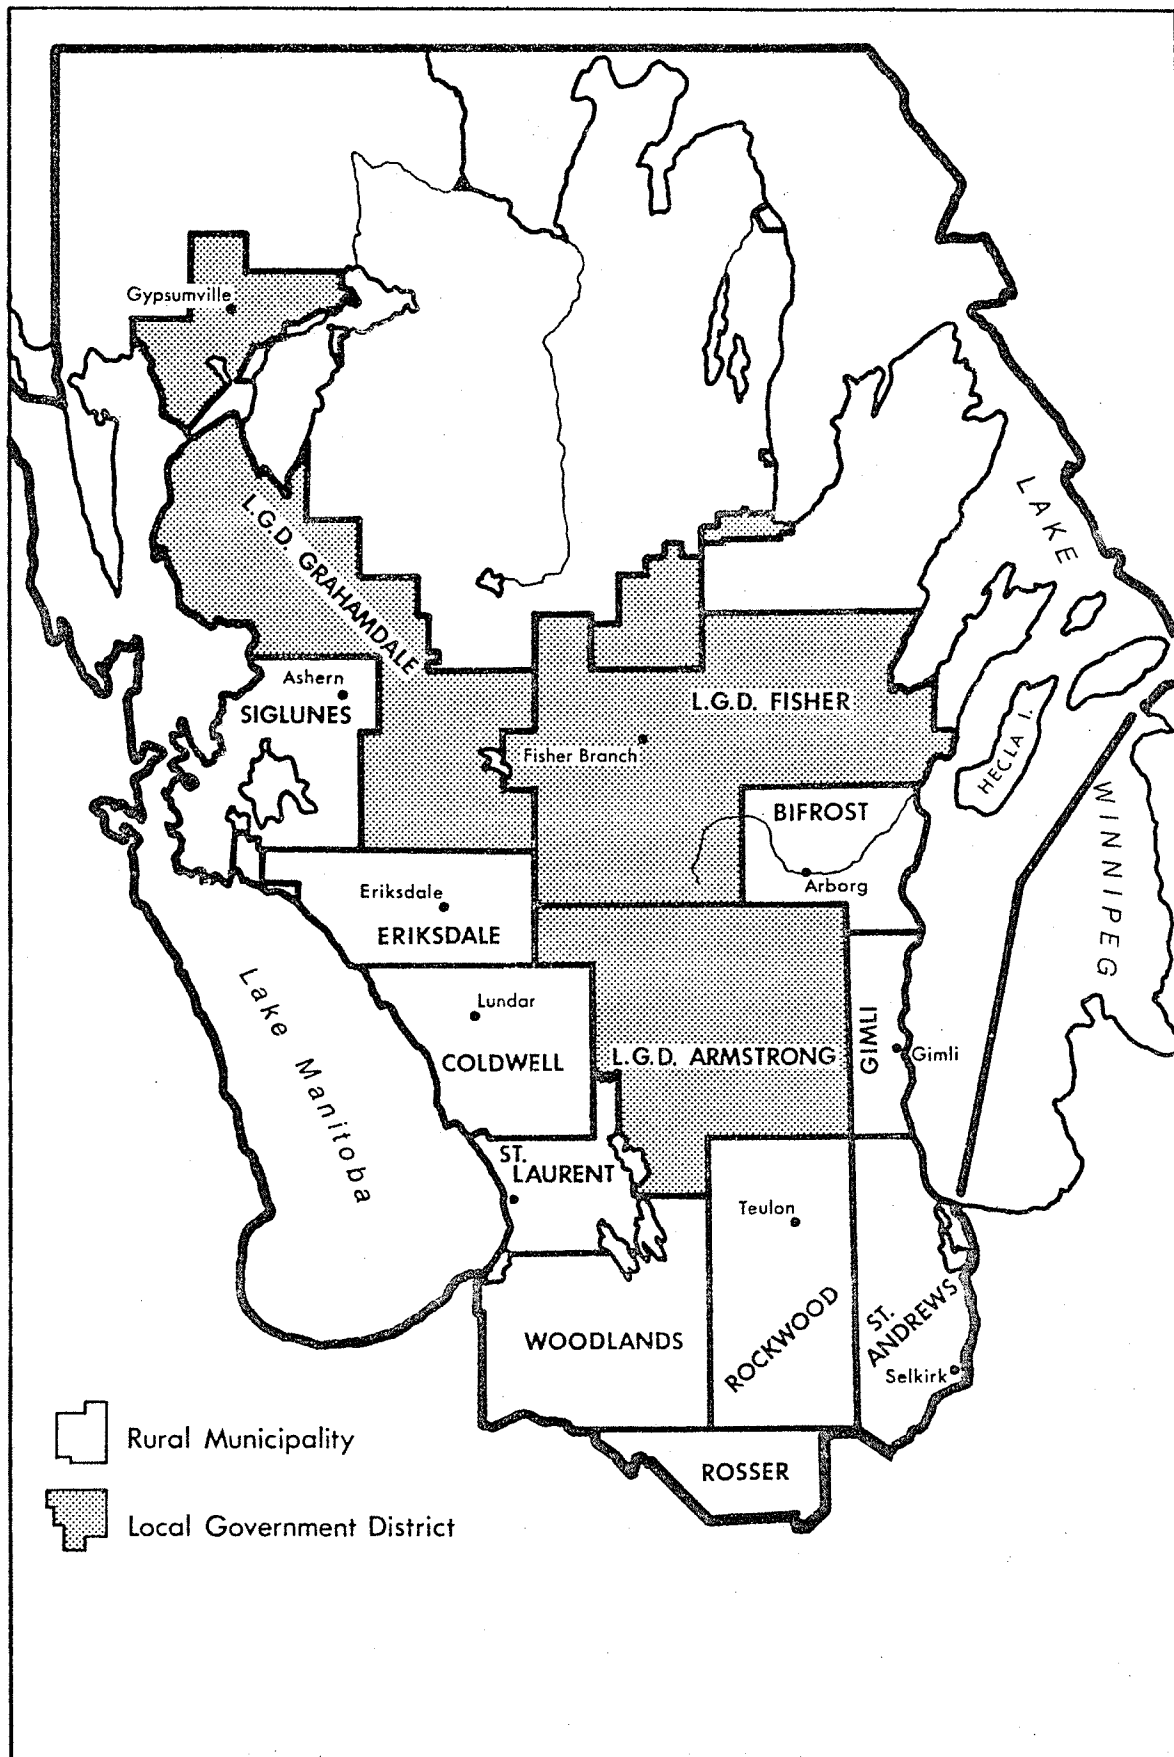 Gypsumville
L.G.D. GRAHAMDALE
LAKE
WINNIPEG
Ashern
SIGLUNES
L.G.D. FISHER
Fisher Branch
HECLA I.
BIFROST
Arborg
Eriksdale
ERIKSDALE
Lake Manitoba
Lundar
COLDWELL
L.G.D. ARMSTRONG
GIMLI
Gimli
ST.
LAURENT
Teulon
ROCKWOOD
ST.
ANDREWS
WOODLANDS
Selkirk
ROSSER
Rural Municipality
Local Government District